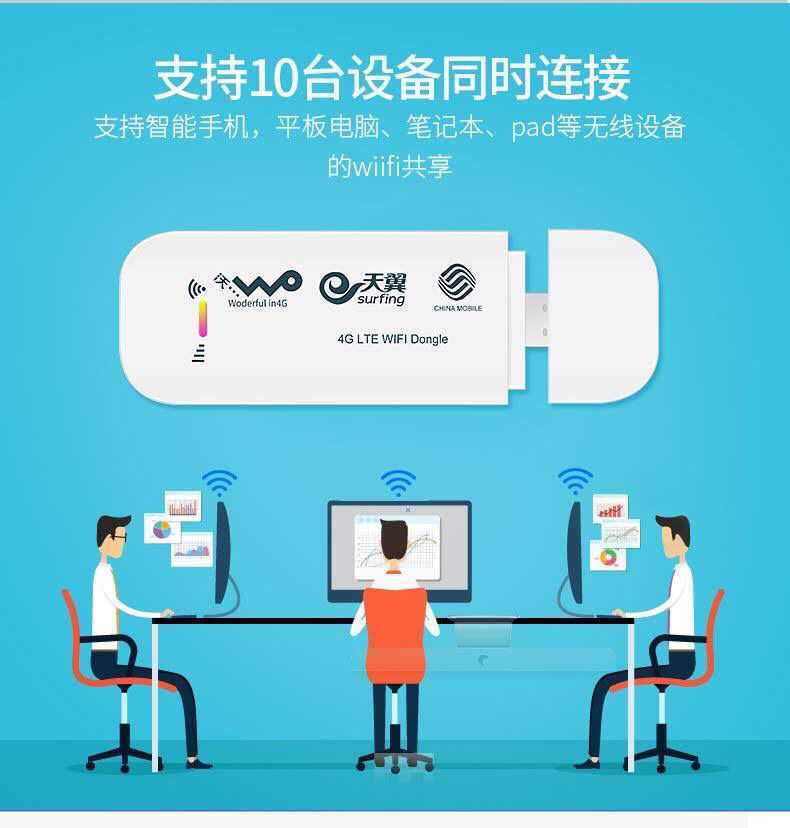 支持10台设备同时连接
支持智能手机，平板电脑、笔记本、pad等无线设备
的wiifi共享
沃 wo 天翼
Woderful in4G surfing CHINA MOBILE
4G LTE WIFI Dongle